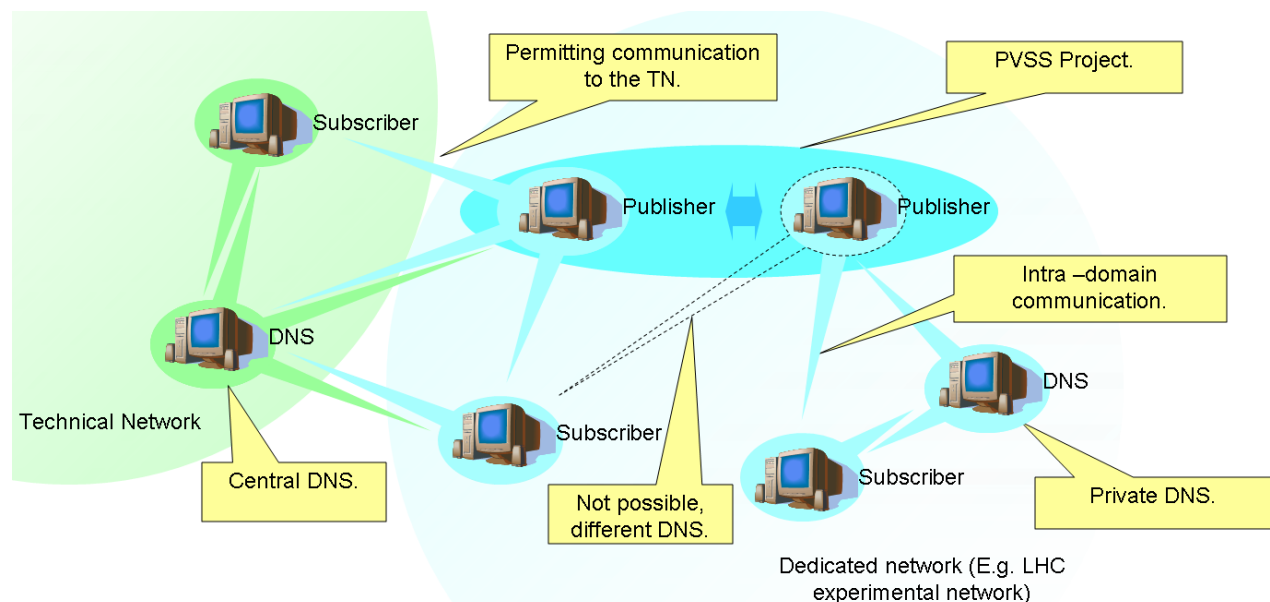 Permitting communication
to the TN.
PVSS Project.
Subscriber
Publisher
Publisher
Intra –domain
communication.
DNS
DNS
Technical Network
Subscriber
Central DNS.
Subscriber
Not possible,
different DNS.
Private DNS.
Dedicated network (E.g. LHC
experimental network)